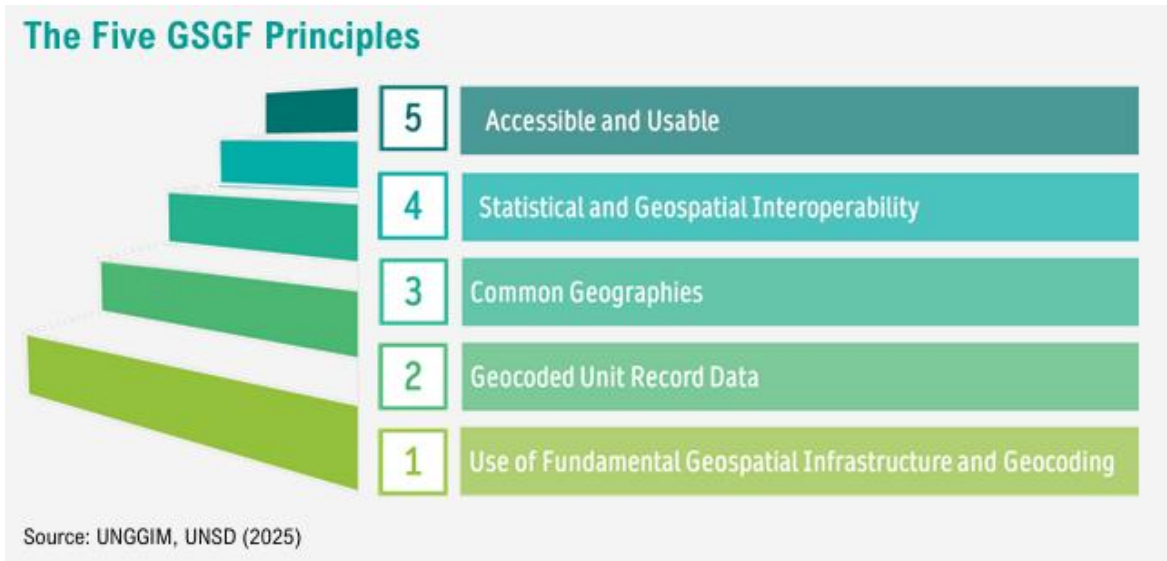 The Five GSGF Principles
5 Accessible and Usable
4 Statistical and Geospatial Interoperability
3 Common Geographies
2 Geocoded Unit Record Data
1 Use of Fundamental Geospatial Infrastructure and Geocoding
Source: UNGGIM, UNSD (2025)